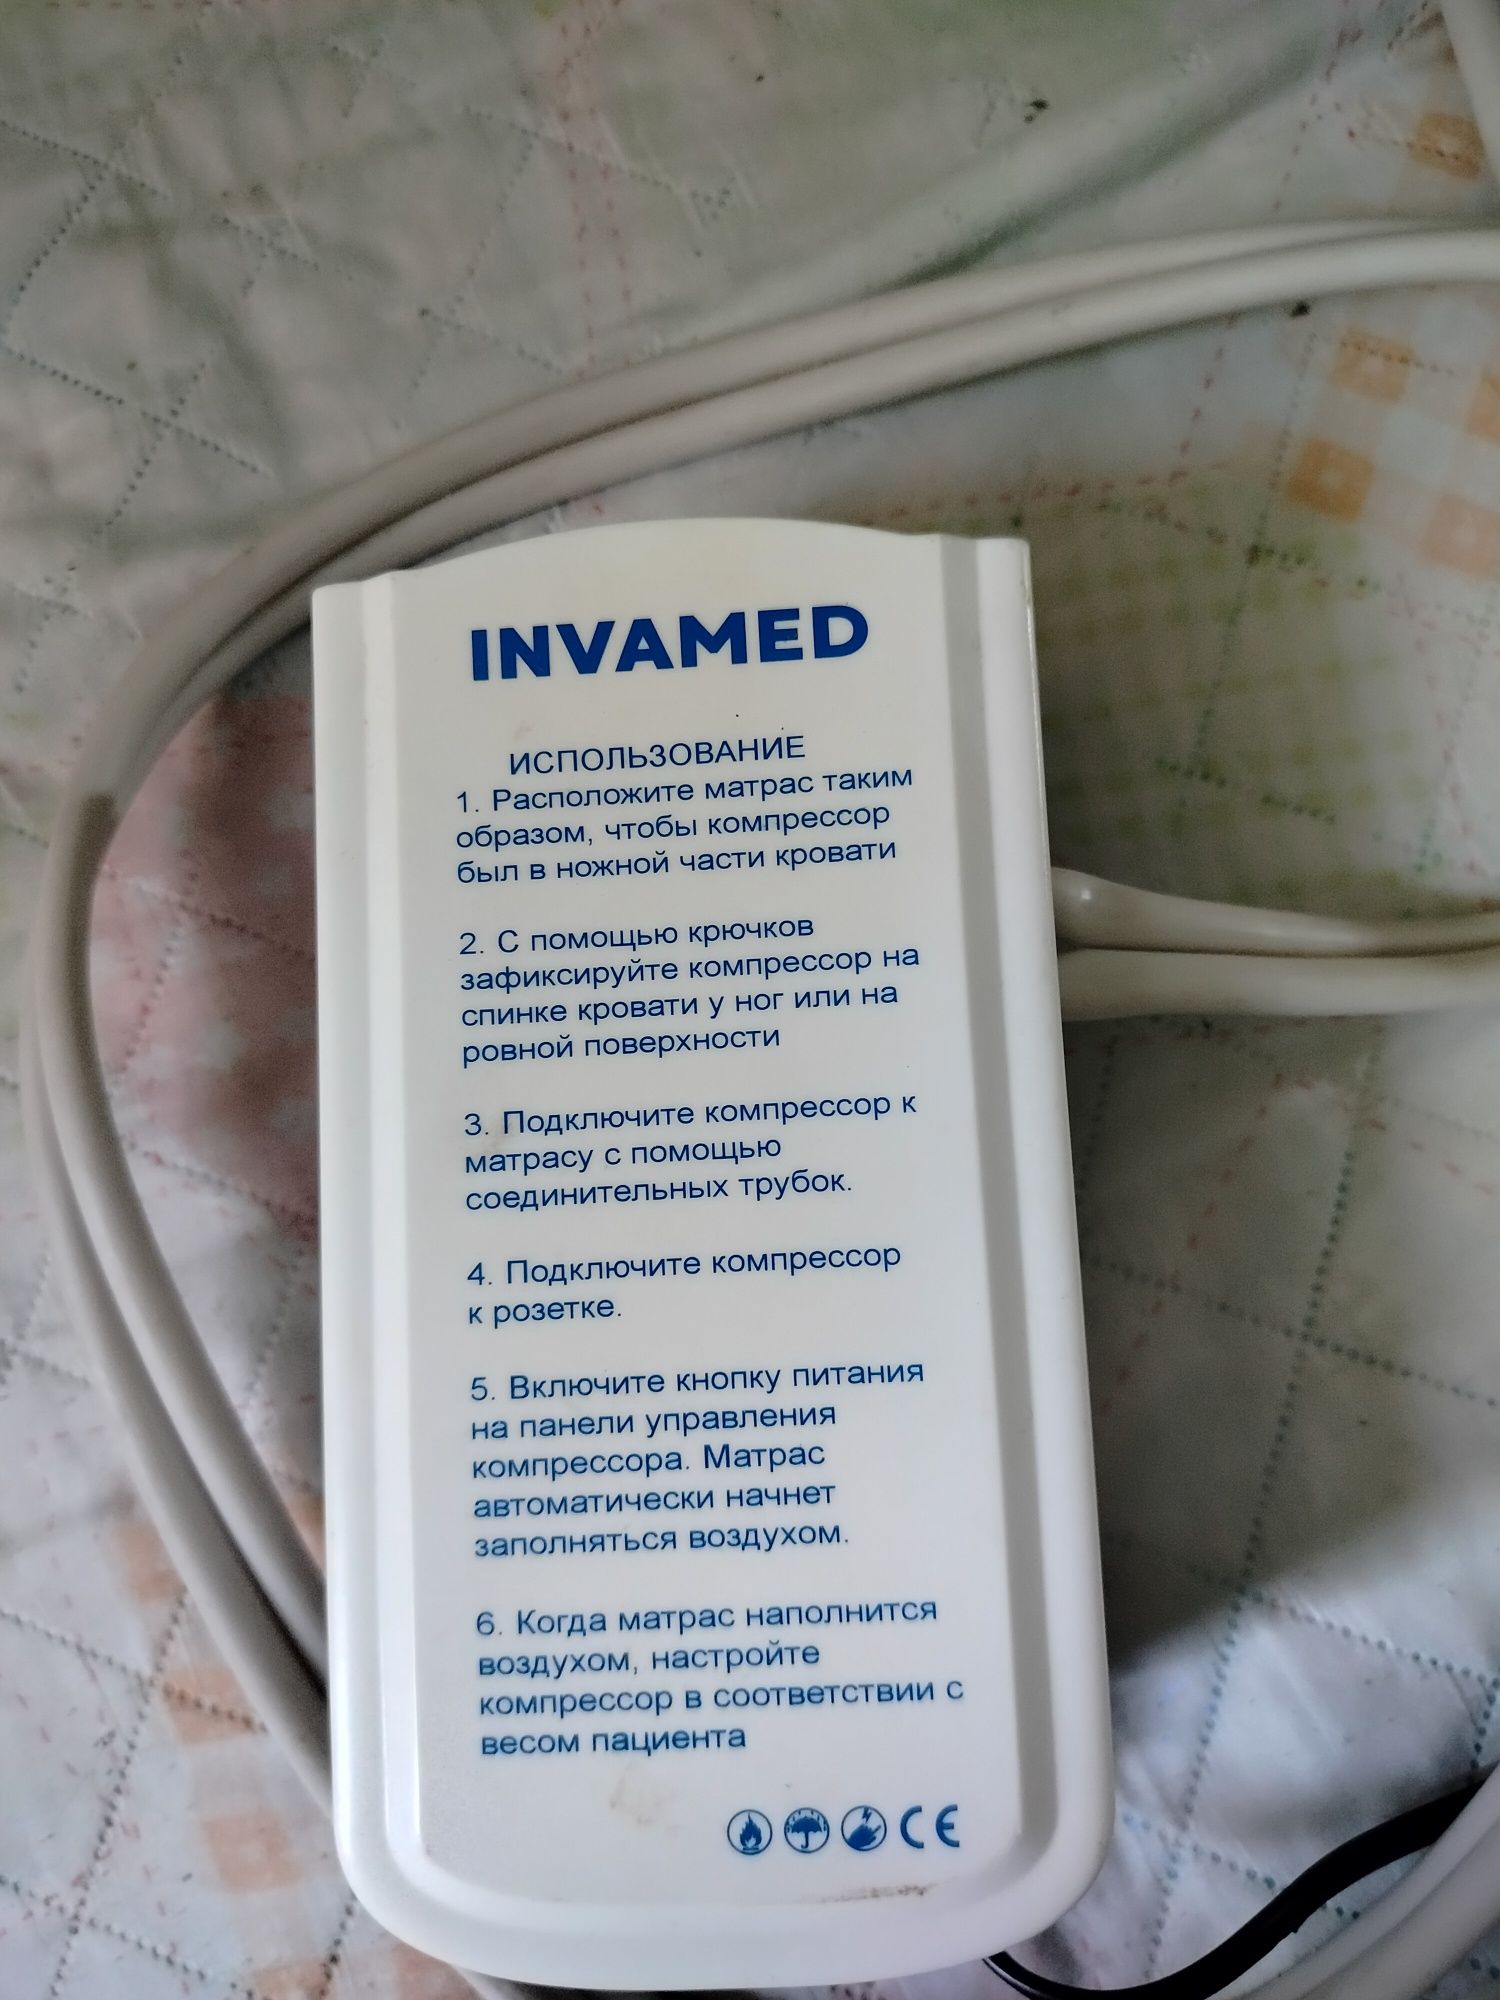 INVAMED
ИСПОЛЬЗОВАНИЕ
1. Расположите матрас таким
образом, чтобы компрессор
был в ножной части кровати
2. С помощью крючков
зафиксируйте компрессор на
спинке кровати у ног или на
ровной поверхности
3. Подключите компрессор к
матрасу с помощью
соединительных трубок.
4. Подключите компрессор
к розетке.
5. Включите кнопку питания
на панели управления
компрессора. Матрас
автоматически начнет
заполняться воздухом.
6. Когда матрас наполнится
воздухом, настройте
компрессор в соответствии с
весом пациента
CE